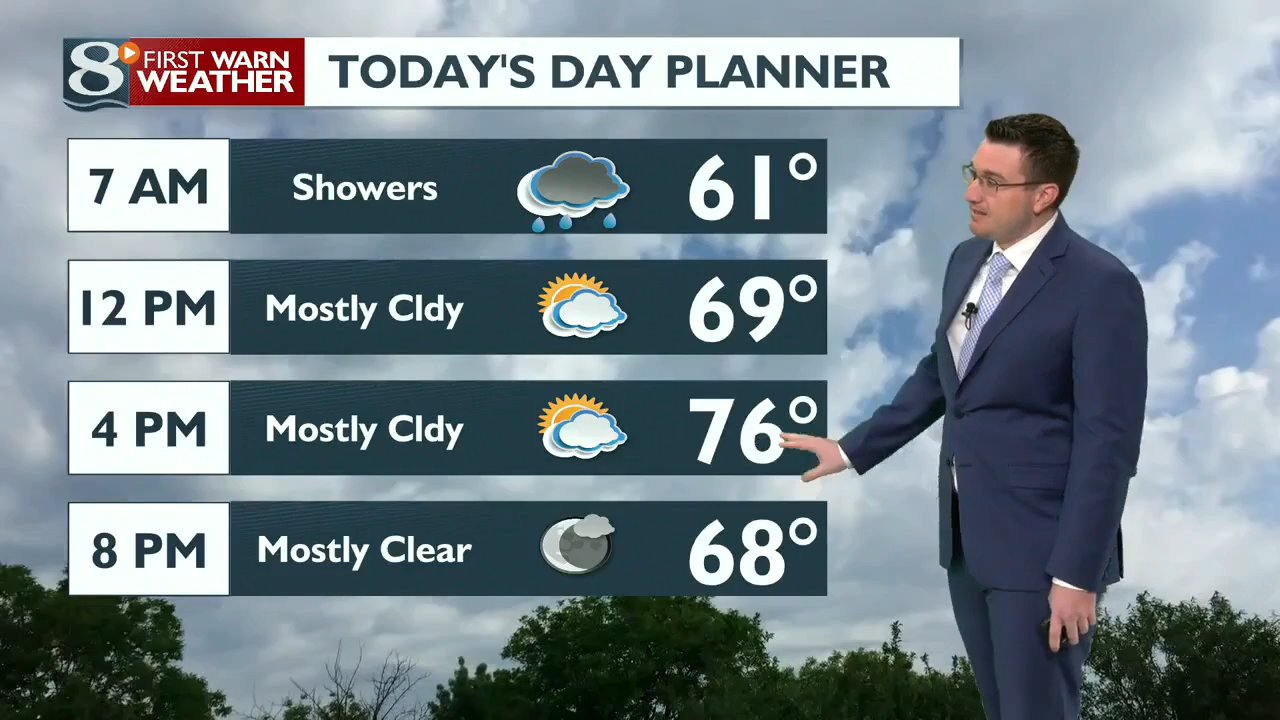 8 FIRST WARN
WEATHER
TODAY'S DAY PLANNER
7 AM Showers 61°
12 PM Mostly Cldy 69°
4 PM Mostly Cldy 76°
8 PM Mostly Clear 68°